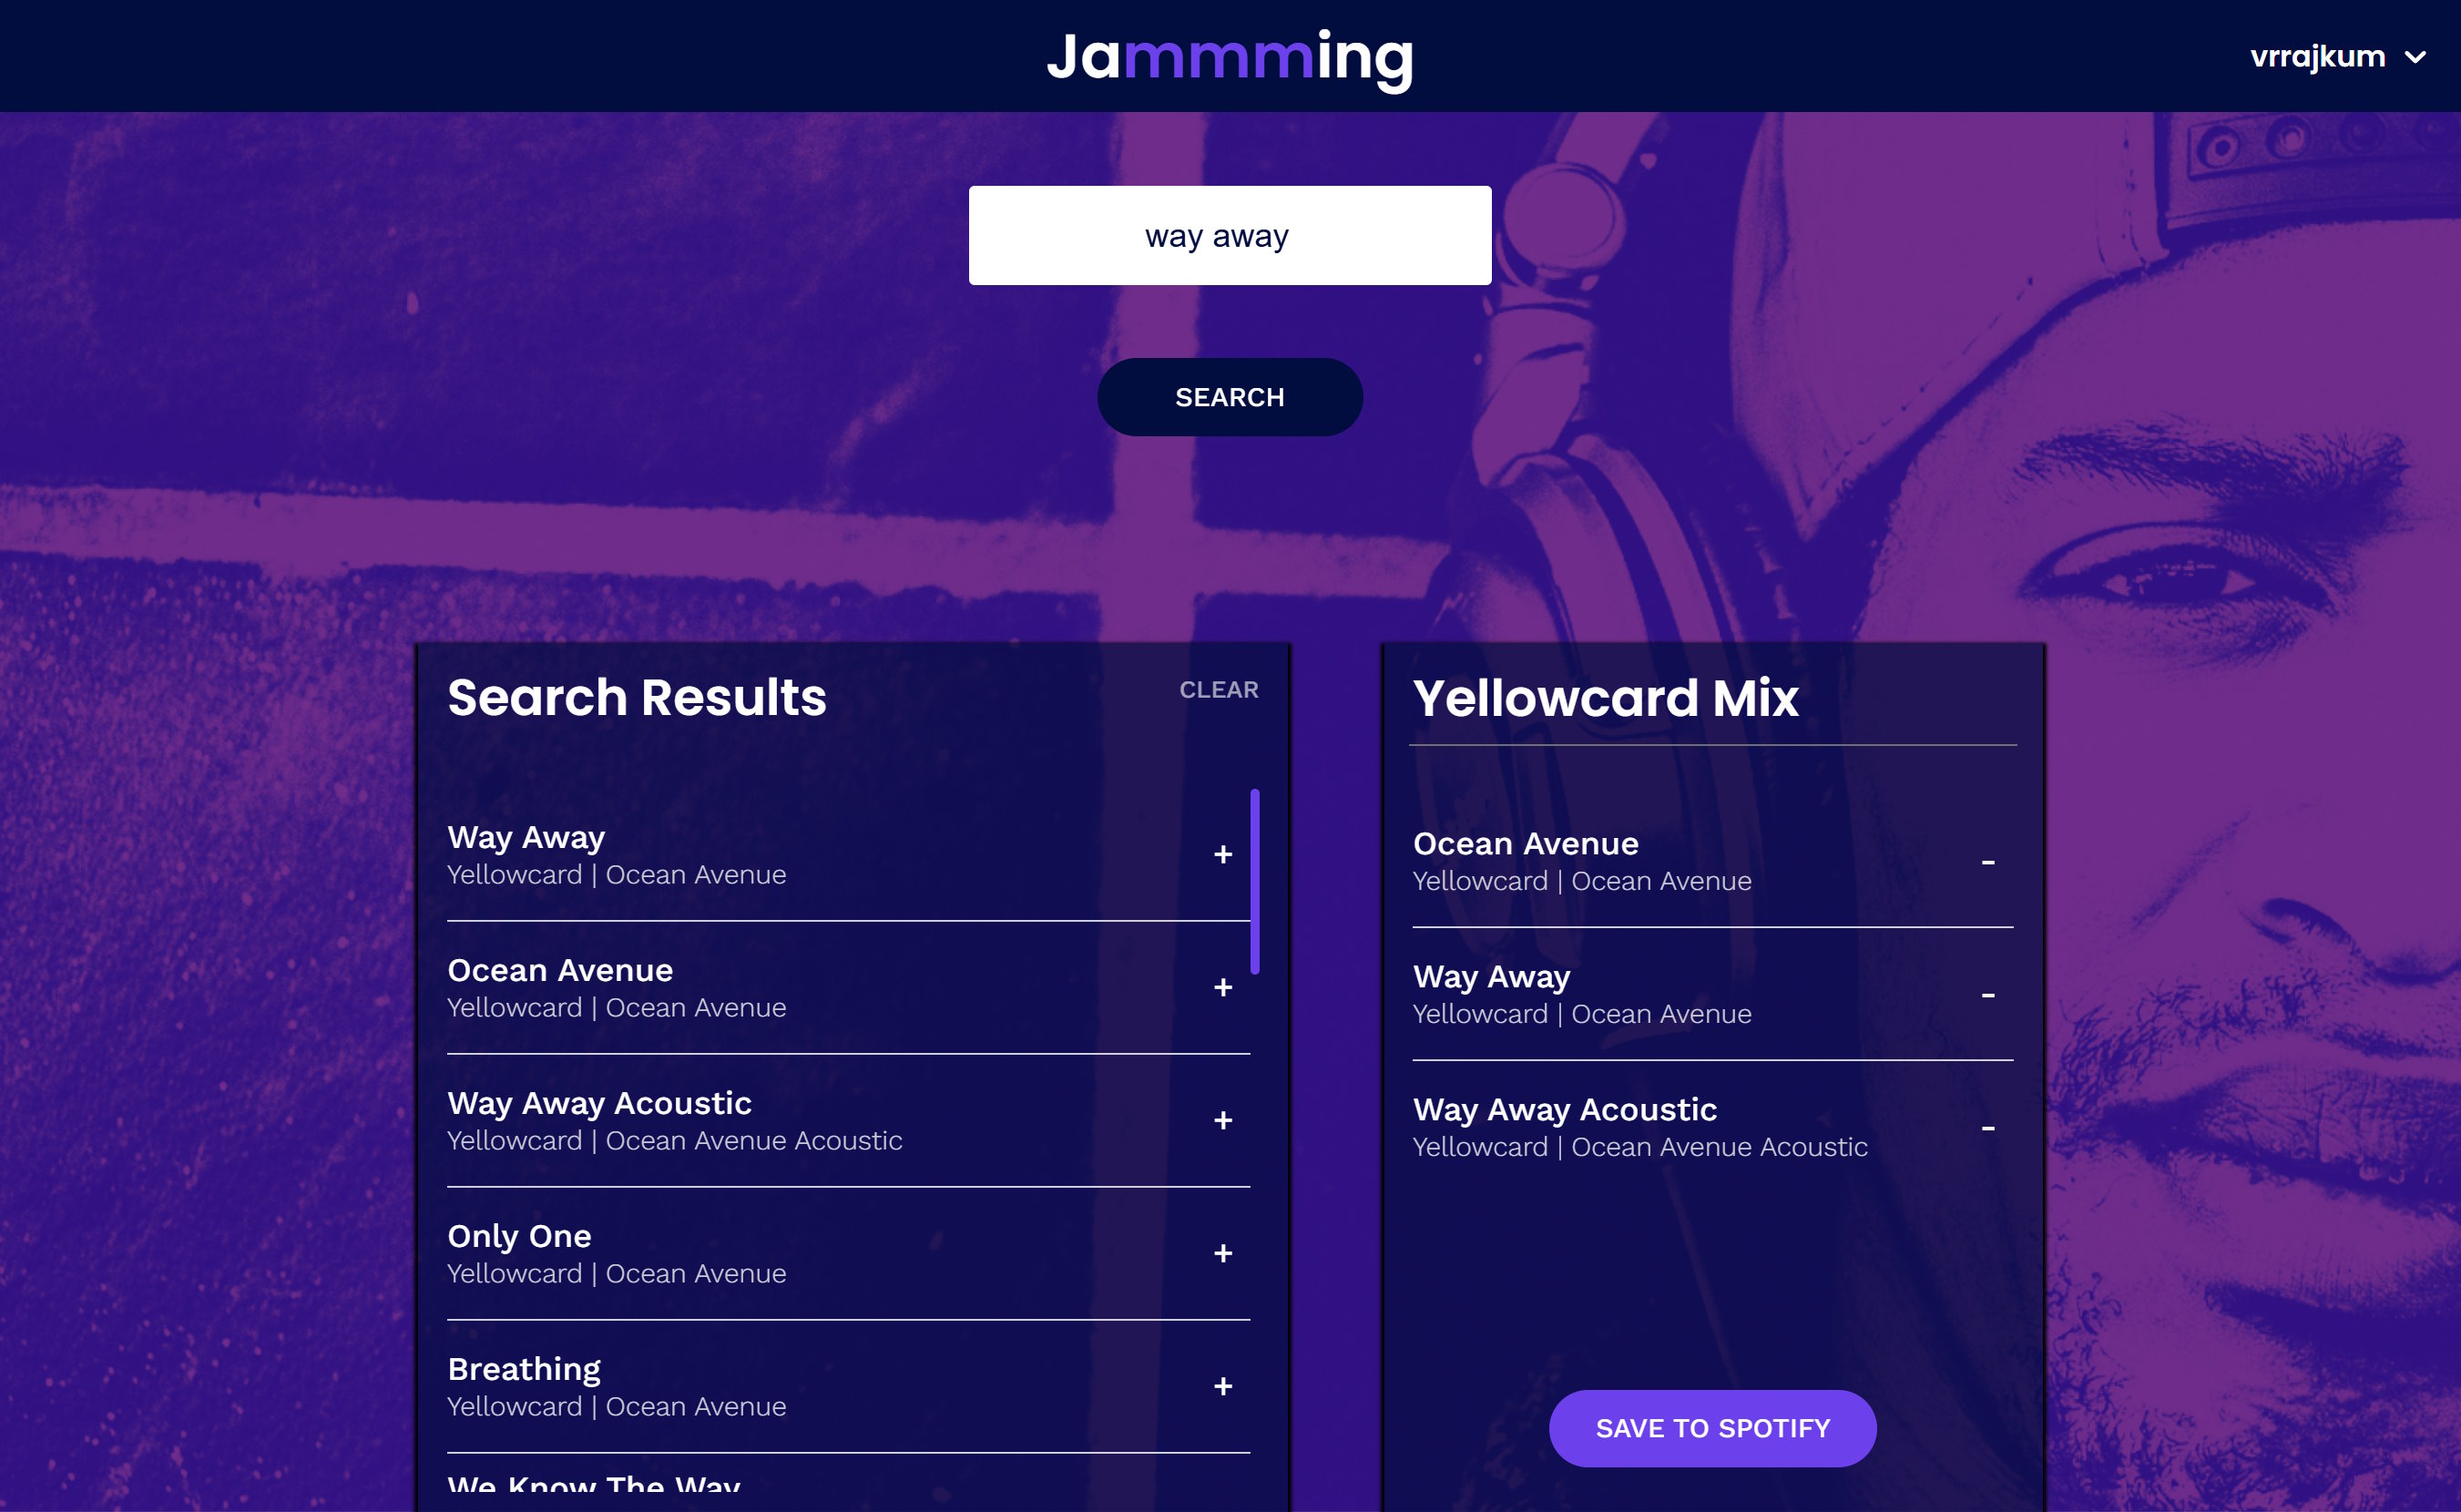 Jammming
vrrajkum
way away
SEARCH
Search Results
CLEAR
Way Away
+
Yellowcard | Ocean Avenue
Ocean Avenue
+
Yellowcard | Ocean Avenue
Way Away Acoustic
+
Yellowcard | Ocean Avenue Acoustic
Only One
+
Yellowcard | Ocean Avenue
Breathing
+
Yellowcard | Ocean Avenue
We Know The Way
Yellowcard Mix
Ocean Avenue
-
Yellowcard | Ocean Avenue
Way Away
-
Yellowcard | Ocean Avenue
Way Away Acoustic
-
Yellowcard | Ocean Avenue Acoustic
SAVE TO SPOTIFY